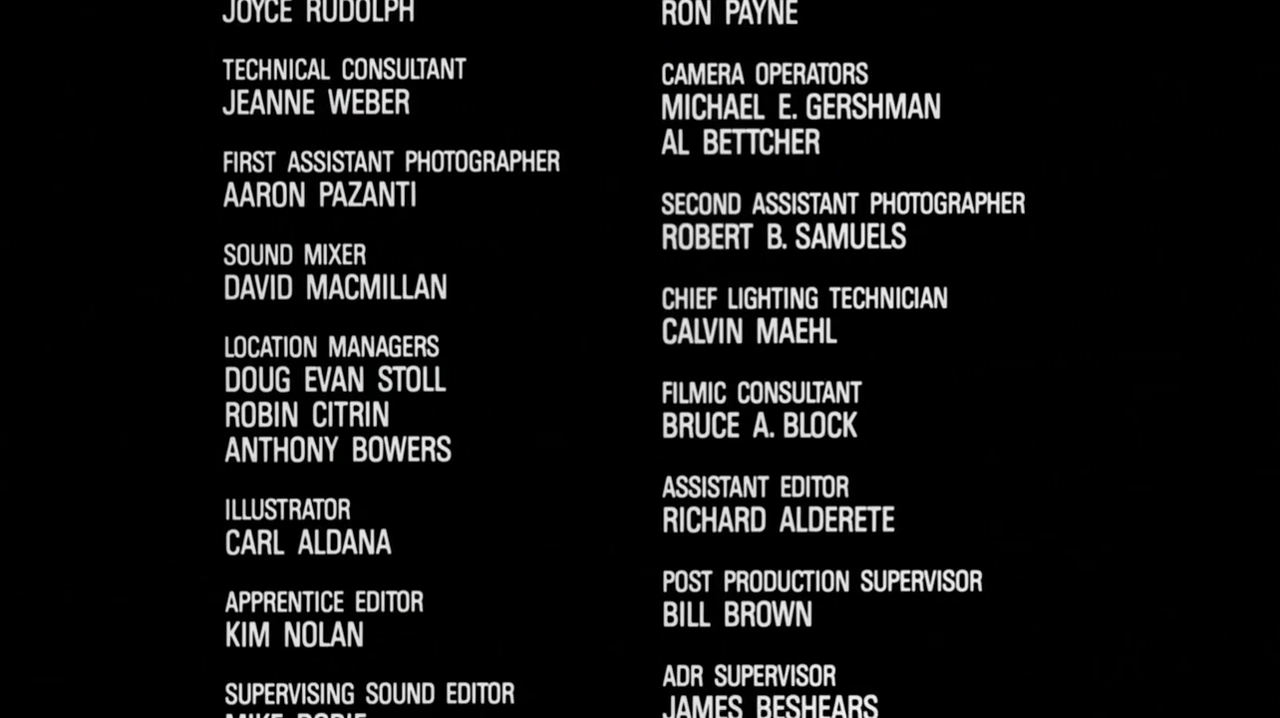 JOYCE RUDOLPH
TECHNICAL CONSULTANT
JEANNE WEBER
FIRST ASSISTANT PHOTOGRAPHER
AARON PAZANTI
SOUND MIXER
DAVID MACMILLAN
LOCATION MANAGERS
DOUG EVAN STOLL
ROBIN CITRIN
ANTHONY BOWERS
ILLUSTRATOR
CARL ALDANA
APPRENTICE EDITOR
KIM NOLAN
SUPERVISING SOUND EDITOR
RON PAYNE
CAMERA OPERATORS
MICHAEL E. GERSHMAN
AL BETTCHER
SECOND ASSISTANT PHOTOGRAPHER
ROBERT B. SAMUELS
CHIEF LIGHTING TECHNICIAN
CALVIN MAEHL
FILMIC CONSULTANT
BRUCE A. BLOCK
ASSISTANT EDITOR
RICHARD ALDERETE
POST PRODUCTION SUPERVISOR
BILL BROWN
ADR SUPERVISOR
JAMES BESHEARS